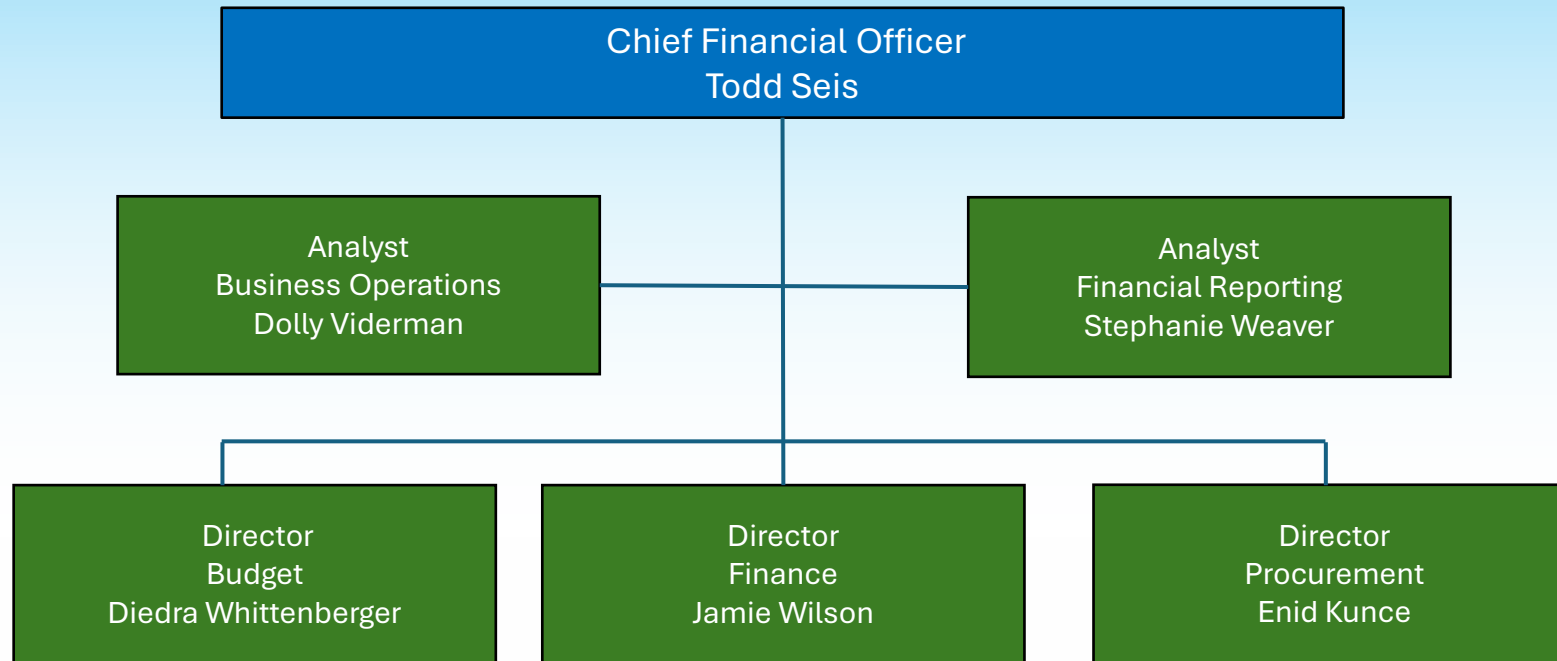 Chief Financial Officer
Todd Seis
Analyst
Business Operations
Dolly Viderman
Analyst
Financial Reporting
Stephanie Weaver
Director
Budget
Diedra Whittenberger
Director
Finance
Jamie Wilson
Director
Procurement
Enid Kunce